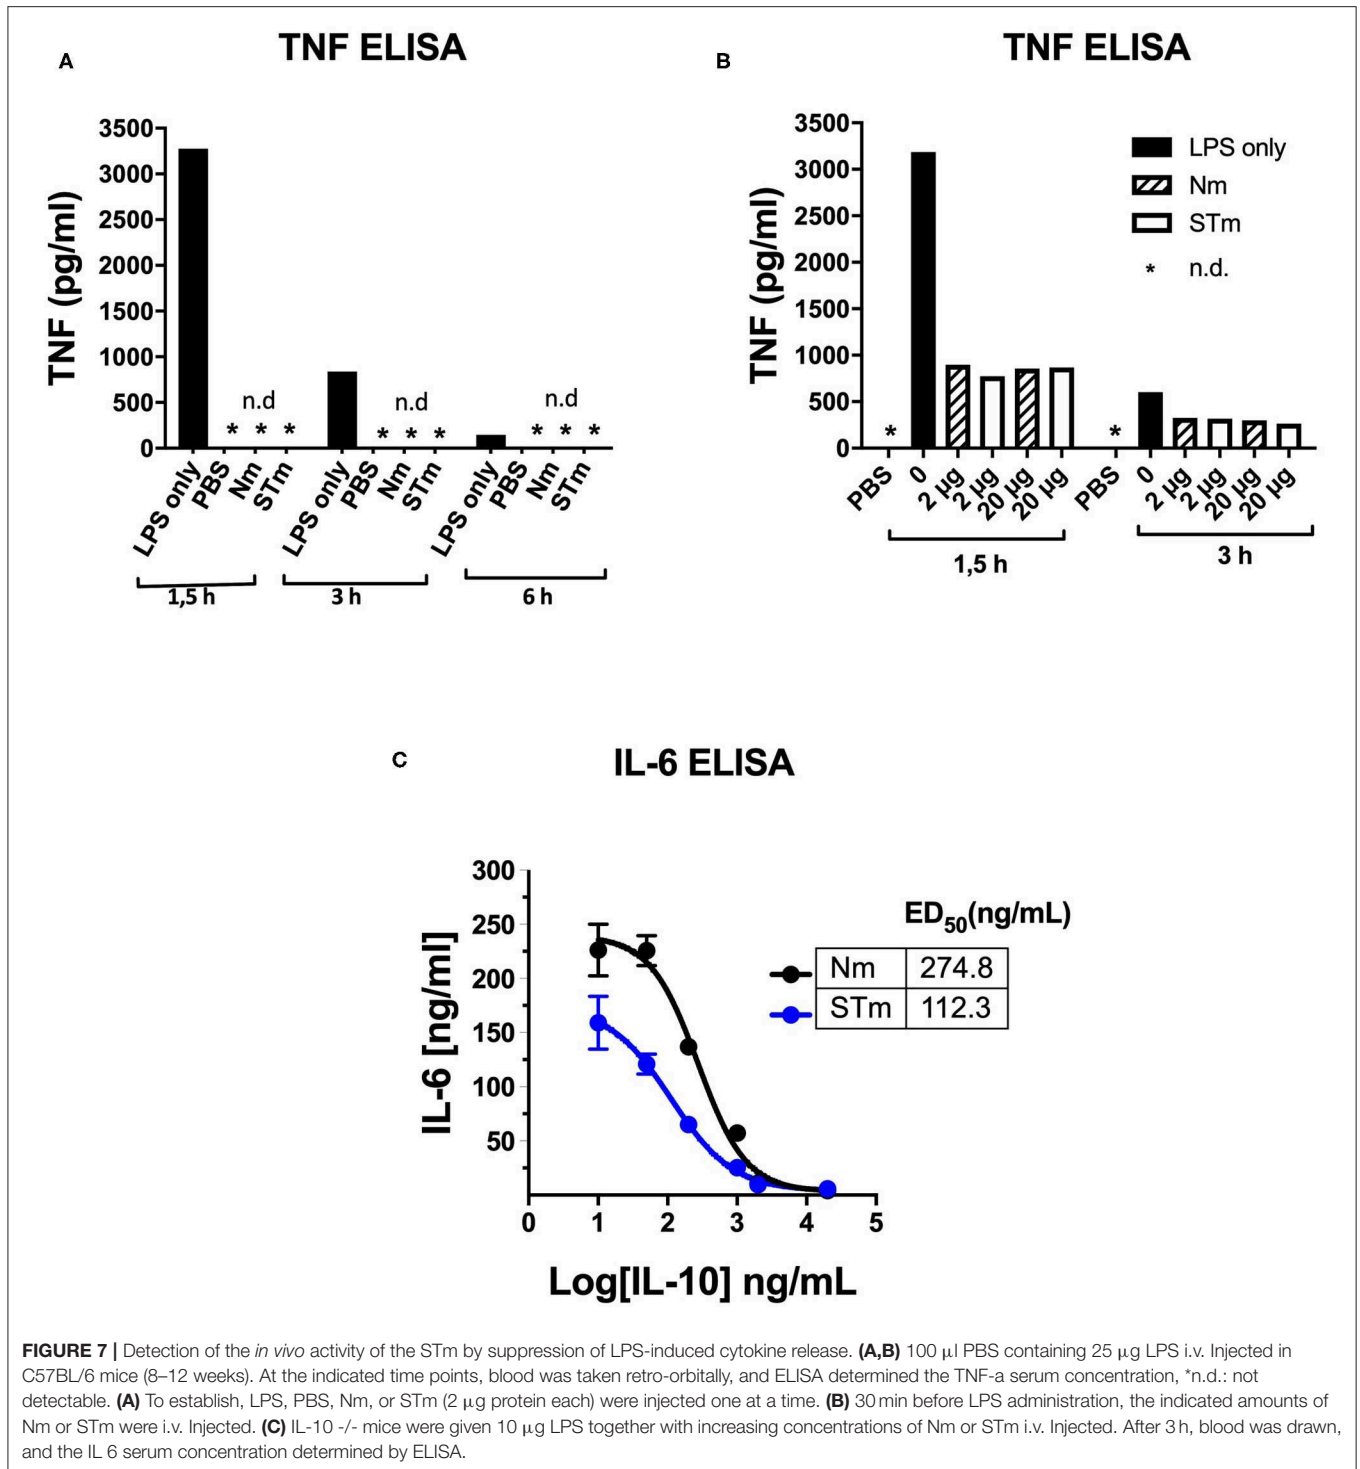 A
TNF ELISA
TNF (pg/ml)
3500
3000
2500
2000
1500
1000
500
0
n.d
* * *
n.d
* * *
n.d
* * *
LPS only
PBS
Nm
STm
LPS only
PBS
Nm
STm
LPS only
PBS
Nm
STm
1,5 h
3 h
6 h
B
TNF ELISA
TNF (pg/ml)
3500
3000
2500
2000
1500
1000
500
0
LPS only
Nm
STm
* n.d.
*
*
PBS
0
2 µg
2 µg
20 µg
20 µg
PBS
0
2 µg
2 µg
20 µg
20 µg
1,5 h
3 h
C
IL-6 ELISA
IL-6 [ng/ml]
300
250
200
150
100
50
0 1 2 3 4 5
Log[IL-10] ng/mL
ED50(ng/mL)
Nm 274.8
STm 112.3
FIGURE 7 | Detection of the in vivo activity of the STm by suppression of LPS-induced cytokine release. (A,B) 100 µl PBS containing 25 µg LPS i.v. Injected in
C57BL/6 mice (8–12 weeks). At the indicated time points, blood was taken retro-orbitally, and ELISA determined the TNF-a serum concentration, *n.d.: not
detectable. (A) To establish, LPS, PBS, Nm, or STm (2 µg protein each) were injected one at a time. (B) 30 min before LPS administration, the indicated amounts of
Nm or STm were i.v. Injected. (C) IL-10 -/- mice were given 10 µg LPS together with increasing concentrations of Nm or STm i.v. Injected. After 3 h, blood was drawn,
and the IL 6 serum concentration determined by ELISA.